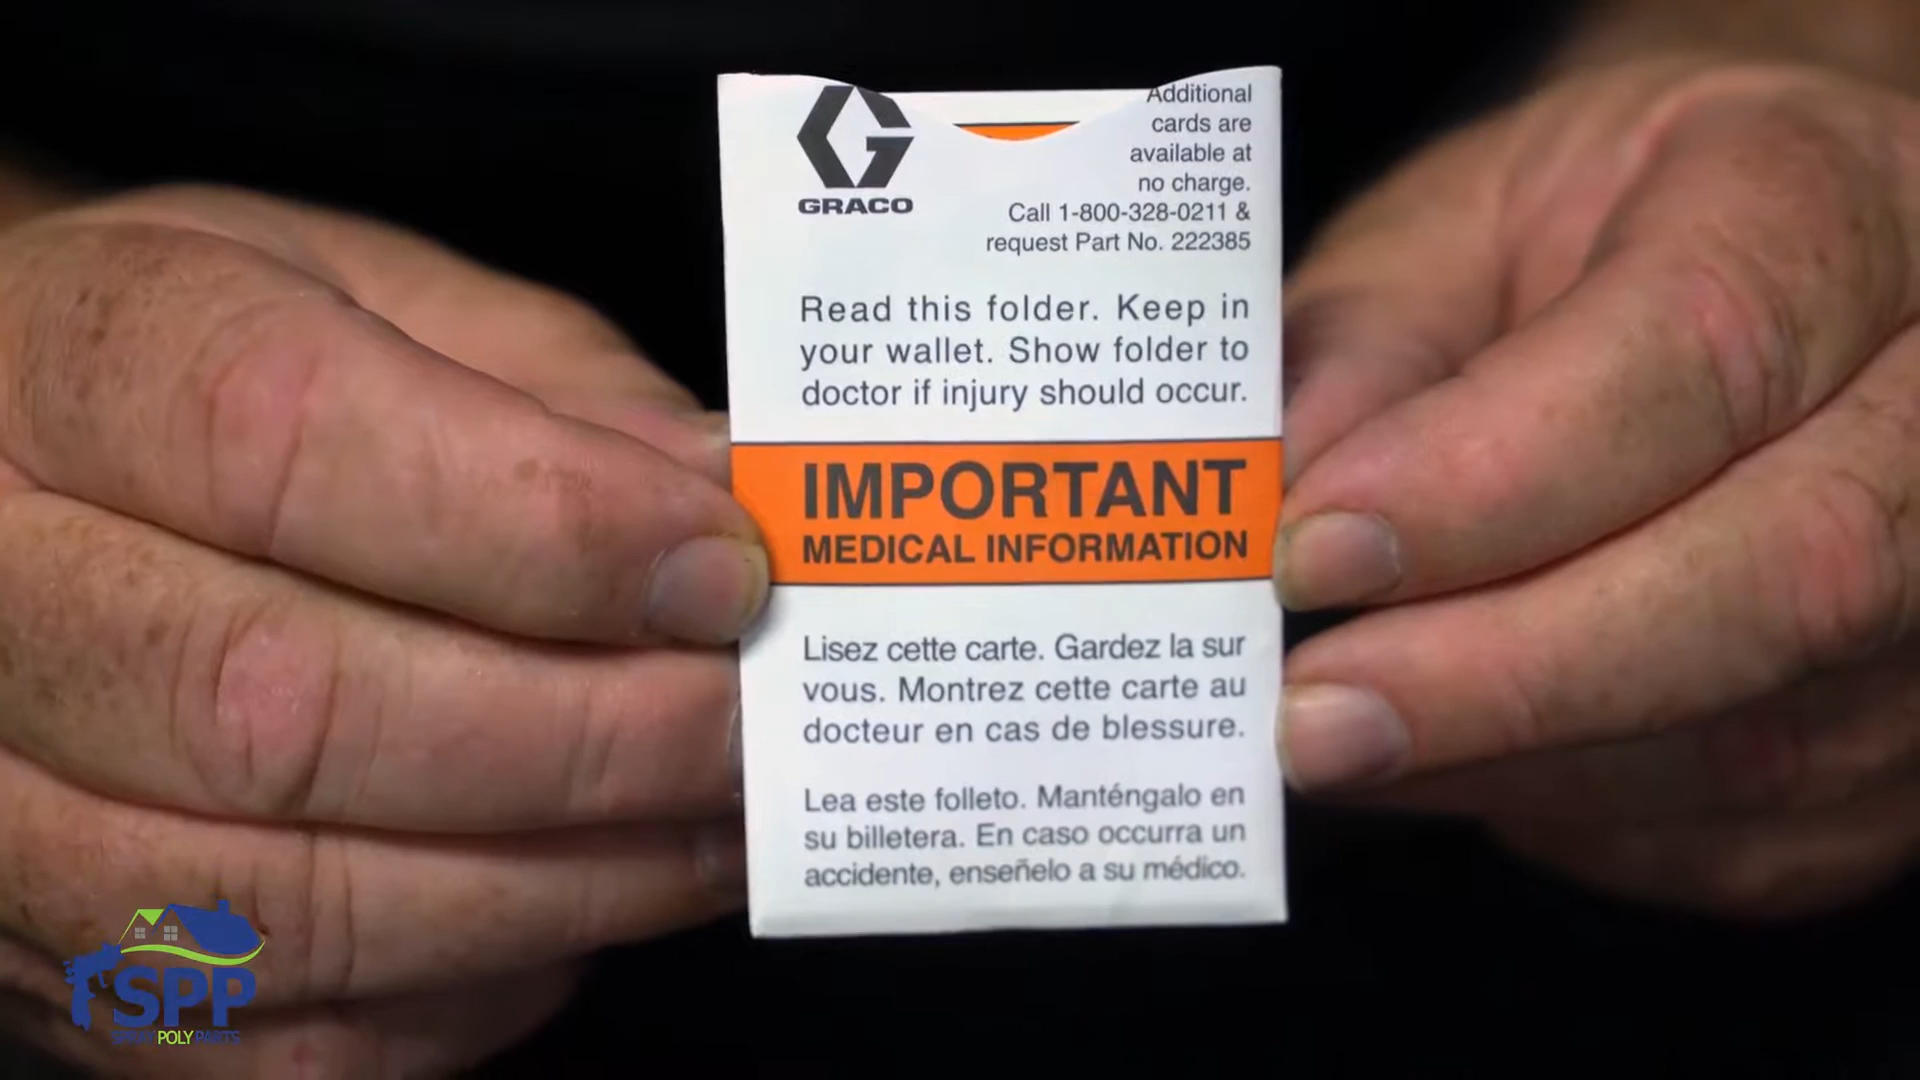 GRACO
Additional
cards are
available at
no charge.
Call 1-800-328-0211 &
request Part No. 222385
Read this folder. Keep in
your wallet. Show folder to
doctor if injury should occur.
IMPORTANT
MEDICAL INFORMATION
Lisez cette carte. Gardez la sur
vous. Montrez cette carte au
docteur en cas de blessure.
Lea este folleto. Manténgalo en
su billetera. En caso occurra un
accidente, enseñelo a su médico.
SPP
SPRAY POLY PARTS